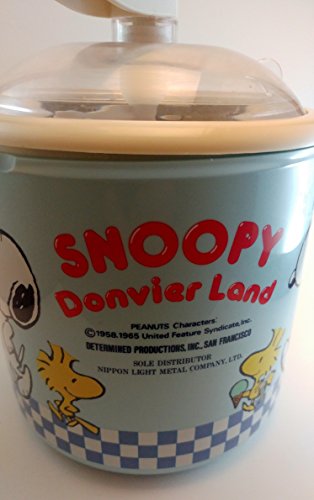 SNOOPY
Donvier Land
PEANUTS Characters:
©1958.1965 United Feature Syndicate,Inc.
DETERMINED PRODUCTIONS,INC.,SAN FRANCISCO
SOLE DISTRIBUTOR
NIPPON LIGHT METAL COMPANY, LTD.